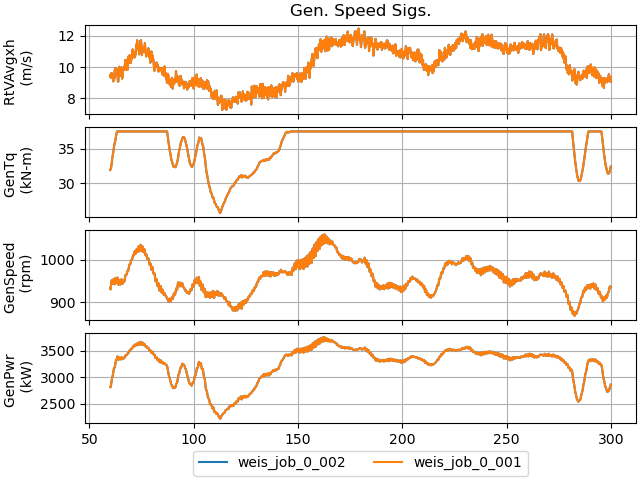 Gen. Speed Sigs.
RtVAvgxh
(m/s)
12
10
8
GenTq
(kN-m)
35
30
GenSpeed
(rpm)
1000
900
GenPwr
(kW)
3500
3000
2500
50 100 150 200 250 300
weis_job_0_002 weis_job_0_001